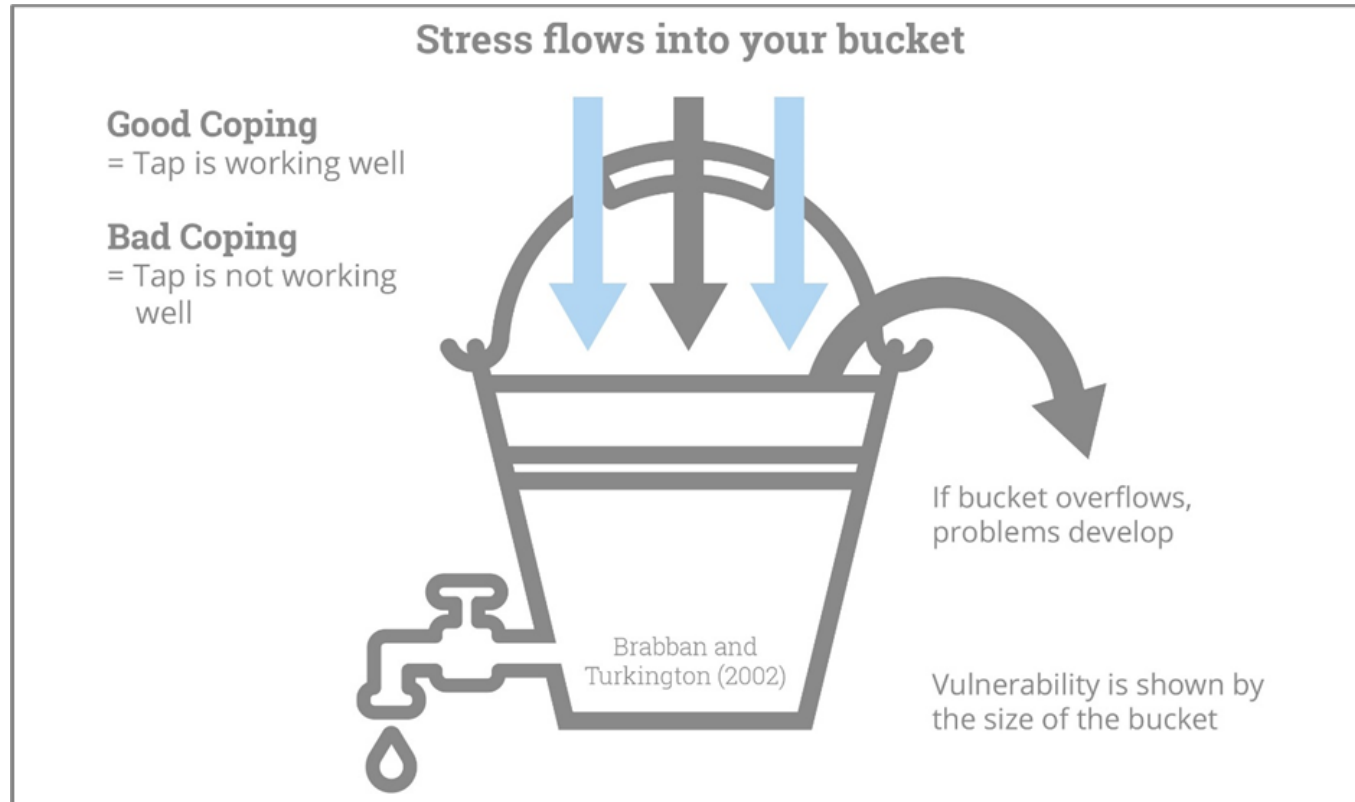 Stress flows into your bucket
Good Coping
= Tap is working well
Bad Coping
= Tap is not working
well
If bucket overflows,
problems develop
Brabban and
Turkington (2002)
Vulnerability is shown by
the size of the bucket